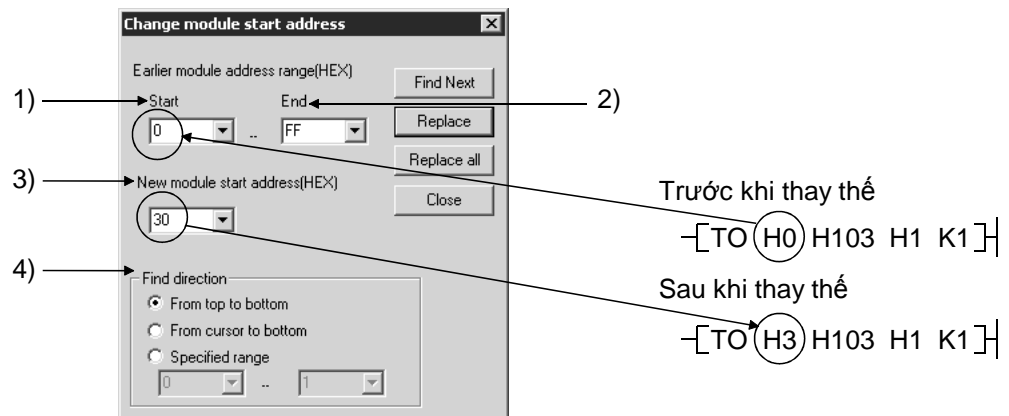 Change module start address
Earlier module address range(HEX)
1) Start End 2)
0 .. FF
Find Next
Replace
Replace all
Close
3) New module start address(HEX)
30
4) Find direction
From top to bottom
From cursor to bottom
Specified range
0 .. 1
Trước khi thay thế
TO H0 H103 H1 K1
Sau khi thay thế
TO H3 H103 H1 K1